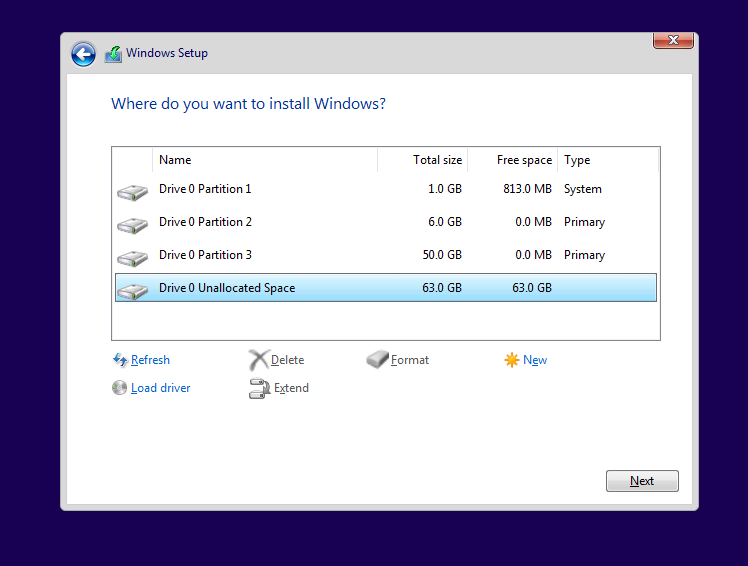 Windows Setup
Where do you want to install Windows?
Name Total size Free space Type
Drive 0 Partition 1 1.0 GB 813.0 MB System
Drive 0 Partition 2 6.0 GB 0.0 MB Primary
Drive 0 Partition 3 50.0 GB 0.0 MB Primary
Drive 0 Unallocated Space 63.0 GB 63.0 GB
Refresh Delete Format New
Load driver Extend
Next